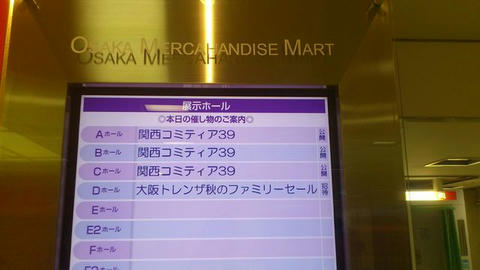 OSAKA MERCAHANDISE MART
展示ホール
◎本日の催し物のご案内◎
Aホール 関西コミティア39 公開
Bホール 関西コミティア39 公開
Cホール 関西コミティア39 公開
Dホール 大阪トレンザ秋のファミリーセール 招待
Eホール
E2ホール
Fホール